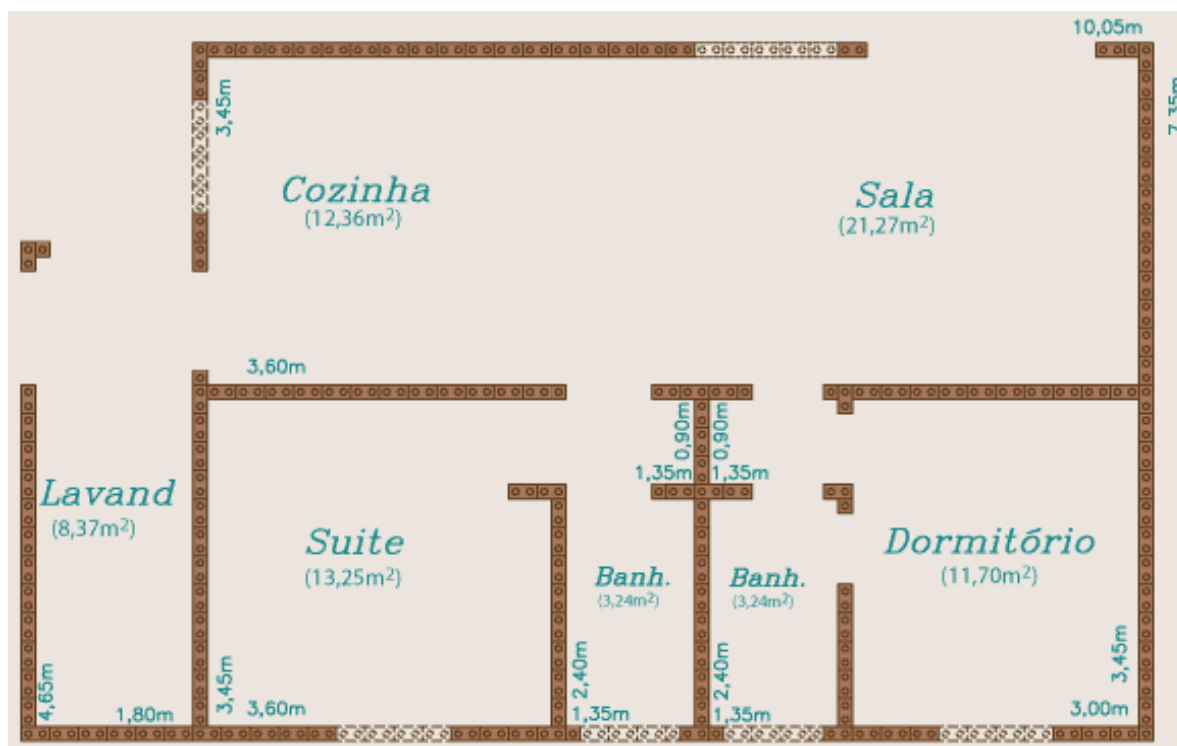 10,05m
7,35m
3,45m
Cozinha
(12,36m²)
Sala
(21,27m²)
3,60m
0,90m
0,90m
1,35m
1,35m
Lavand
(8,37m²)
Suite
(13,25m²)
Banh.
(3,24m²)
Banh.
(3,24m²)
Dormitório
(11,70m²)
4,65m
1,80m
3,45m
3,60m
2,40m
1,35m
2,40m
1,35m
3,45m
3,00m